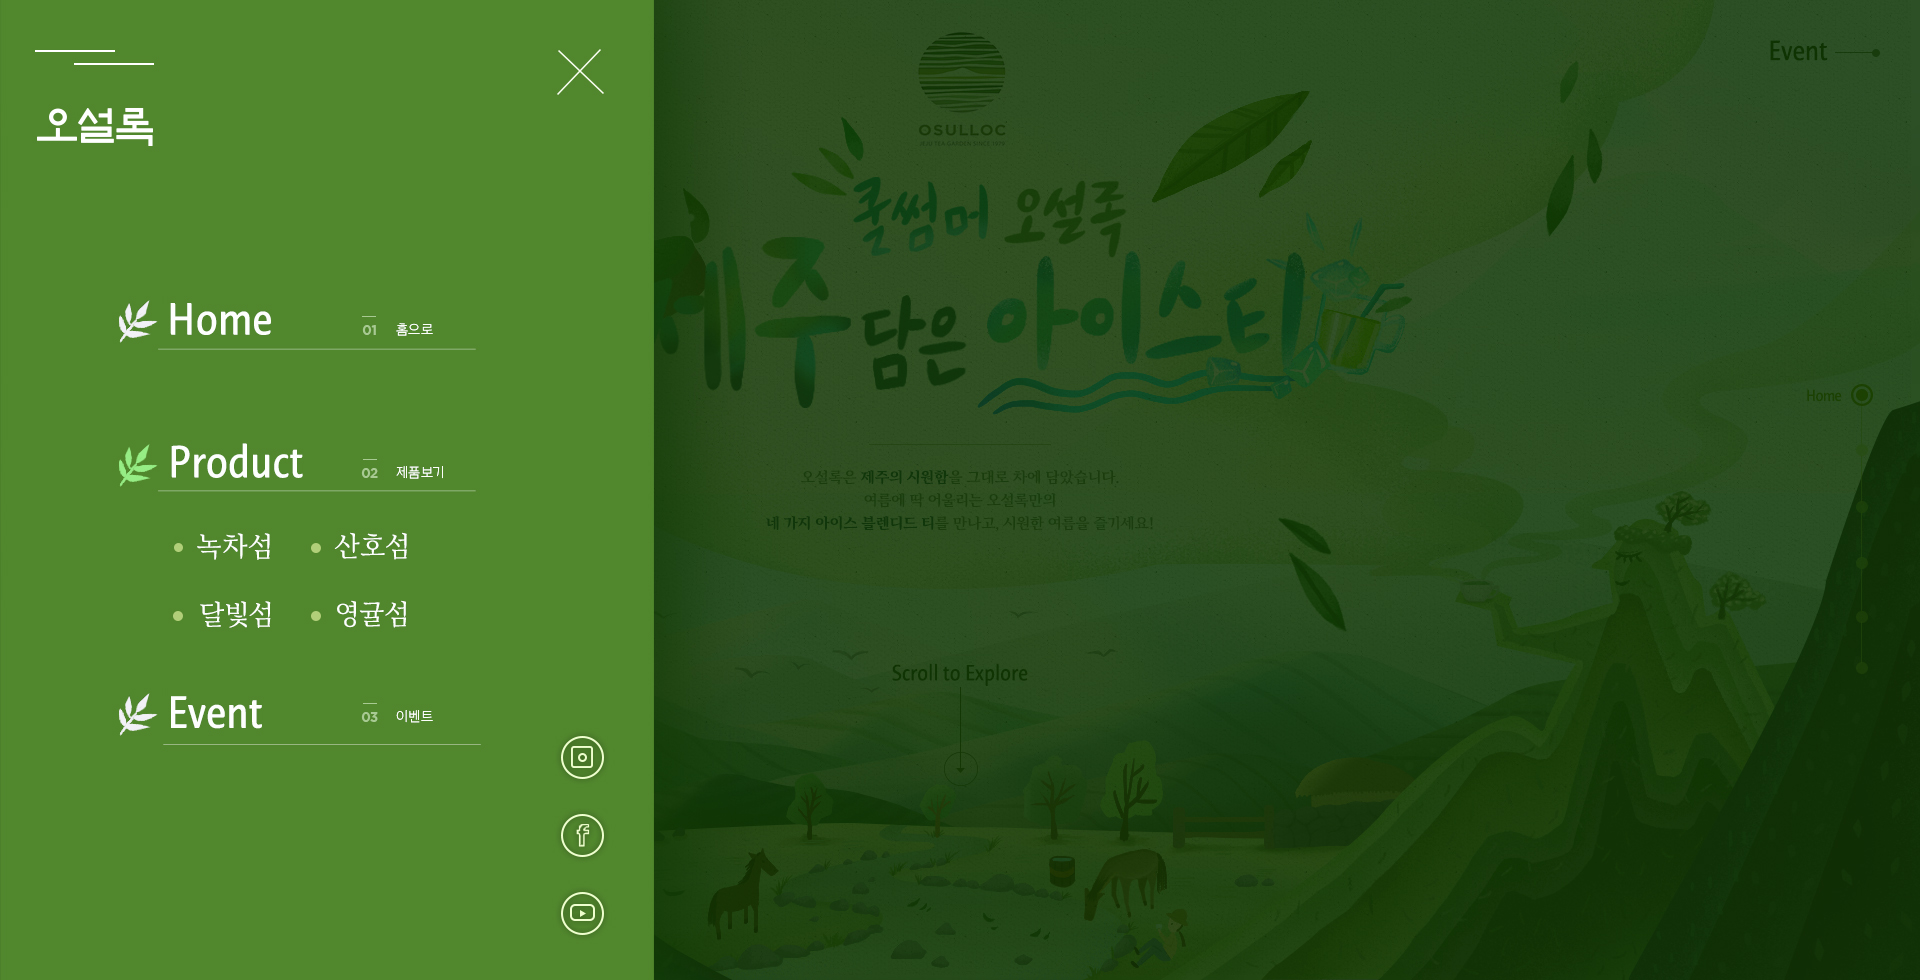 오설록
Home
01 홈으로
Product
02 제품보기
녹차섬 산호섬
달빛섬 영귤섬
Event
03 이벤트
OSULLOC
Event
쿨썸머 오설록
제주 담은 아이스티
오설록은 제주의 시원함을 그대로 차에 담았습니다.
여름에 딱 어울리는 오설록만의
네 가지 아이스 블렌디드 티를 만나고, 시원한 여름을 즐기세요!
Home
Scroll to Explore